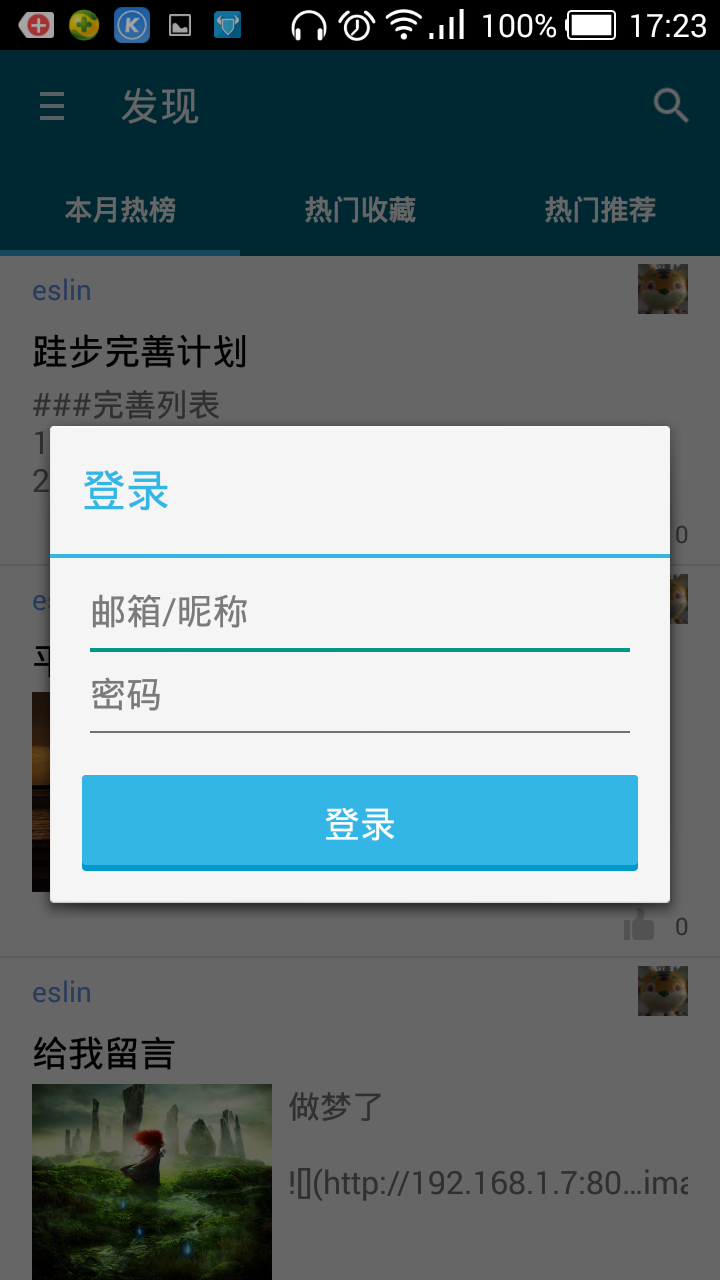 100% 17:23
发现
本月热榜 热门收藏 热门推荐
eslin
跬步完善计划
###完善列表
1
2
0
登录
邮箱/昵称
密码
登录
0
eslin
给我留言
做梦了
![](http://192.168.1.7:80…ima